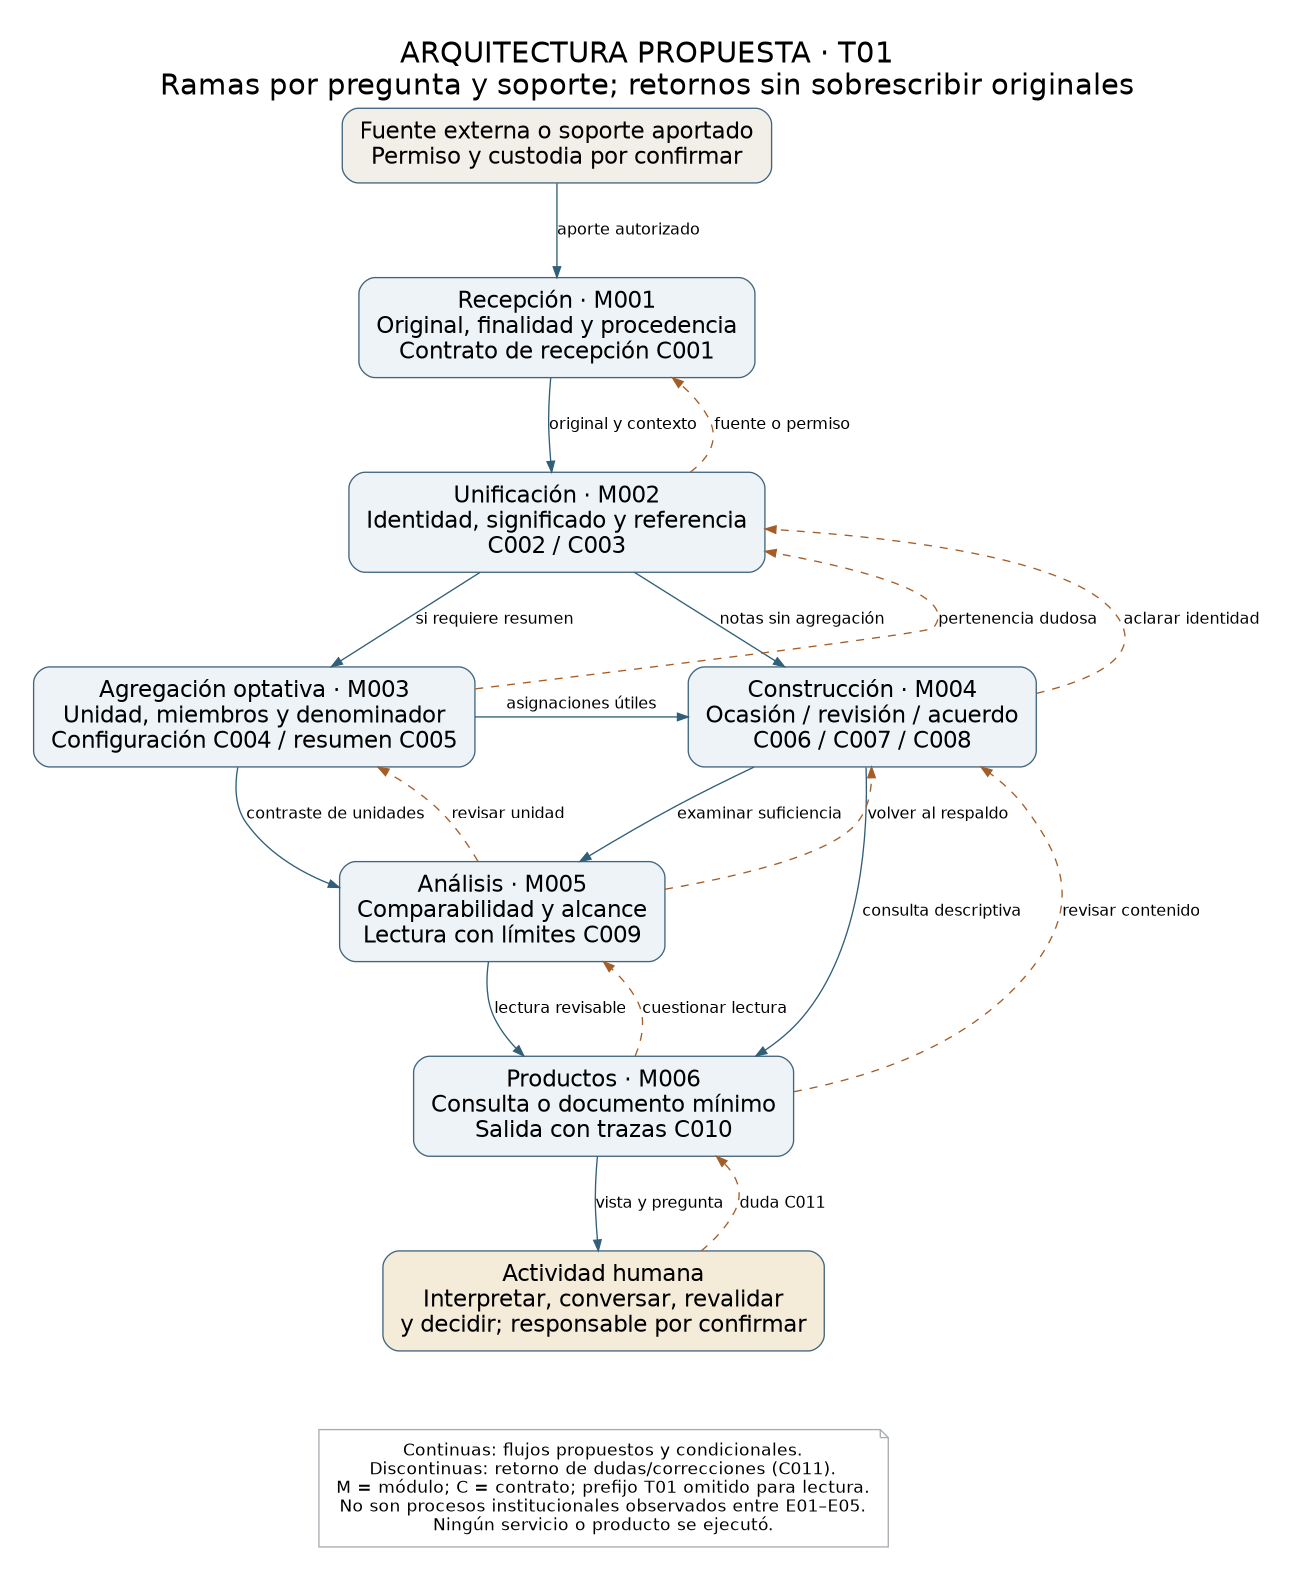 ARQUITECTURA PROPUESTA · T01
Ramas por pregunta y soporte; retornos sin sobrescribir originales
Fuente externa o soporte aportado
Permiso y custodia por confirmar
aporte autorizado
Recepción · M001
Original, finalidad y procedencia
Contrato de recepción C001
original y contexto
fuente o permiso
Unificación · M002
Identidad, significado y referencia
C002 / C003
si requiere resumen
notas sin agregación
pertenencia dudosa
aclarar identidad
Agregación optativa · M003
Unidad, miembros y denominador
Configuración C004 / resumen C005
asignaciones útiles
Construcción · M004
Ocasión / revisión / acuerdo
C006 / C007 / C008
contraste de unidades
revisar unidad
examinar suficiencia
volver al respaldo
Análisis · M005
Comparabilidad y alcance
Lectura con límites C009
consulta descriptiva
revisar contenido
lectura revisable
cuestionar lectura
Productos · M006
Consulta o documento mínimo
Salida con trazas C010
vista y pregunta
duda C011
Actividad humana
Interpretar, conversar, revalidar
y decidir; responsable por confirmar
Continuas: flujos propuestos y condicionales.
Discontinuas: retorno de dudas/correcciones (C011).
M = módulo; C = contrato; prefijo T01 omitido para lectura.
No son procesos institucionales observados entre E01–E05.
Ningún servicio o producto se ejecutó.